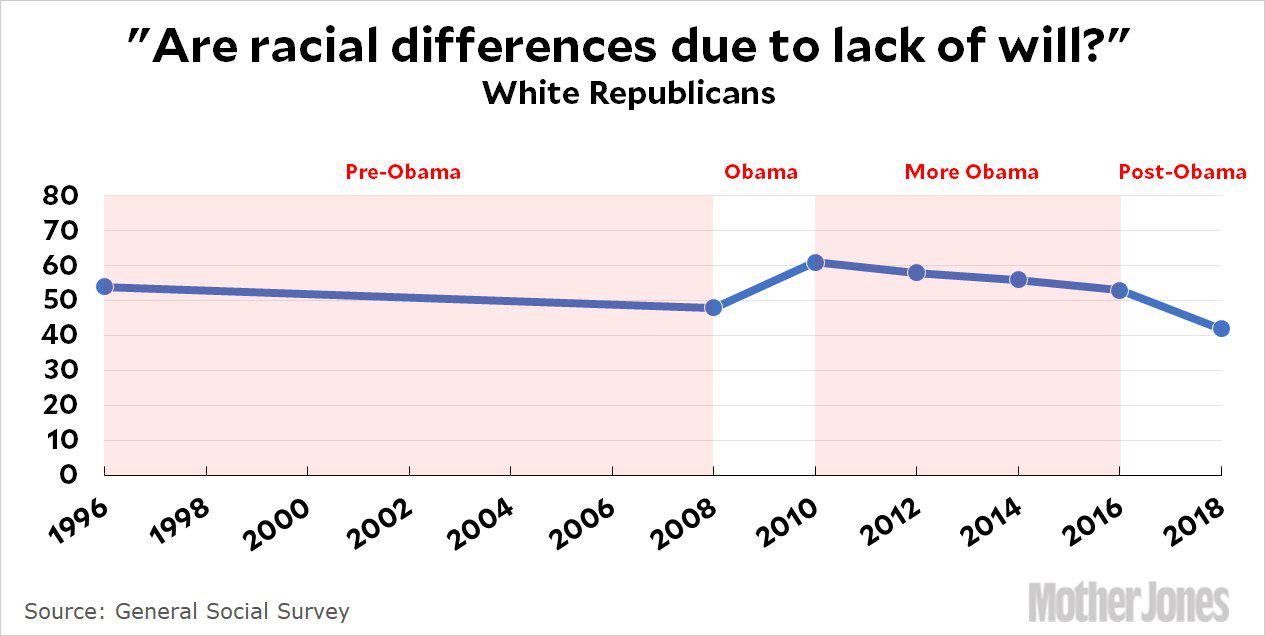 "Are racial differences due to lack of will?"
White Republicans
Pre-Obama Obama More Obama Post-Obama
80
70
60
50
40
30
20
10
0
1996 1998 2000 2002 2004 2006 2008 2010 2012 2014 2016 2018
Source: General Social Survey
Mother Jones